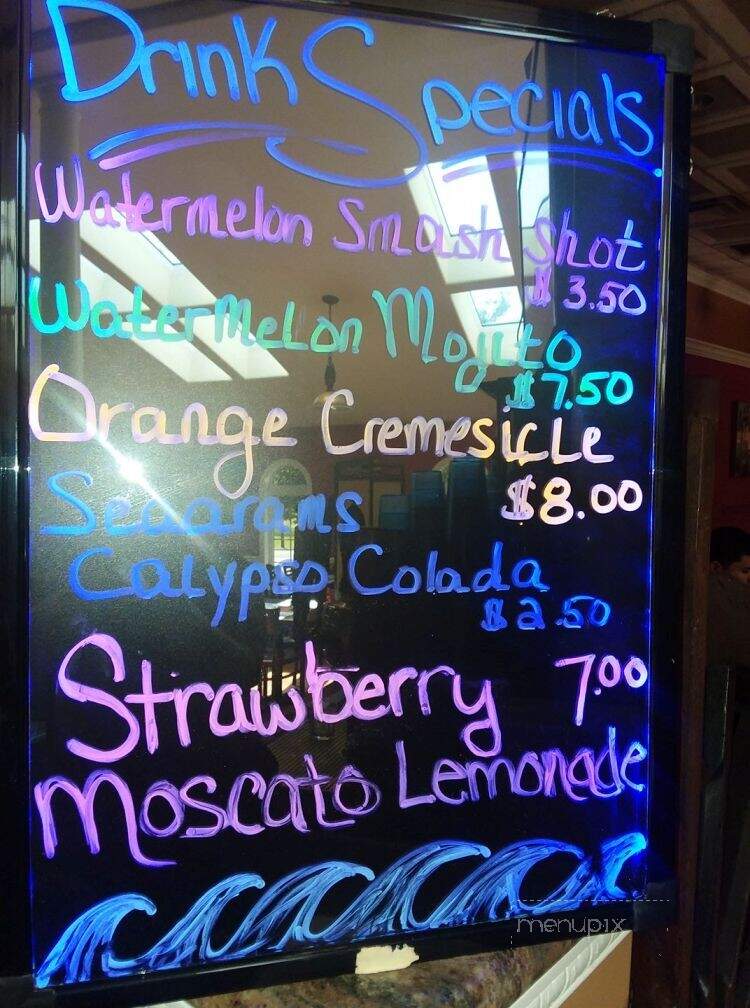 Drink Specials
Watermelon Smash Shot
$3.50
WaterMelon Mojito
$7.50
Orange CremesicLe
$8.00
Seagrams
Calypso Colada
$2.50
Strawberry 7.00
Moscato Lemonade
menupix